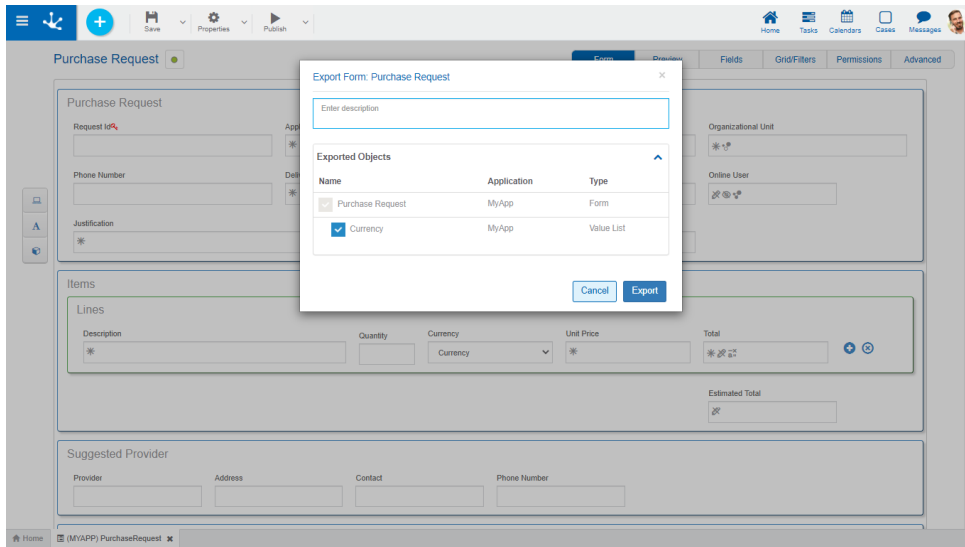 Save
Properties
Publish
Home
Tasks
Calendars
Cases
Messages
Purchase Request
Form
Preview
Fields
Grid/Filters
Permissions
Advanced
Export Form: Purchase Request
×
Enter description
Exported Objects
Name Application Type
Purchase Request MyApp Form
Currency MyApp Value List
Cancel Export
Purchase Request
Request Id
Organizational Unit
Phone Number
Online User
Justification
A
Items
Lines
Description Quantity Currency Unit Price Total
Currency
Estimated Total
Suggested Provider
Provider Address Contact Phone Number
Home (MYAPP) PurchaseRequest